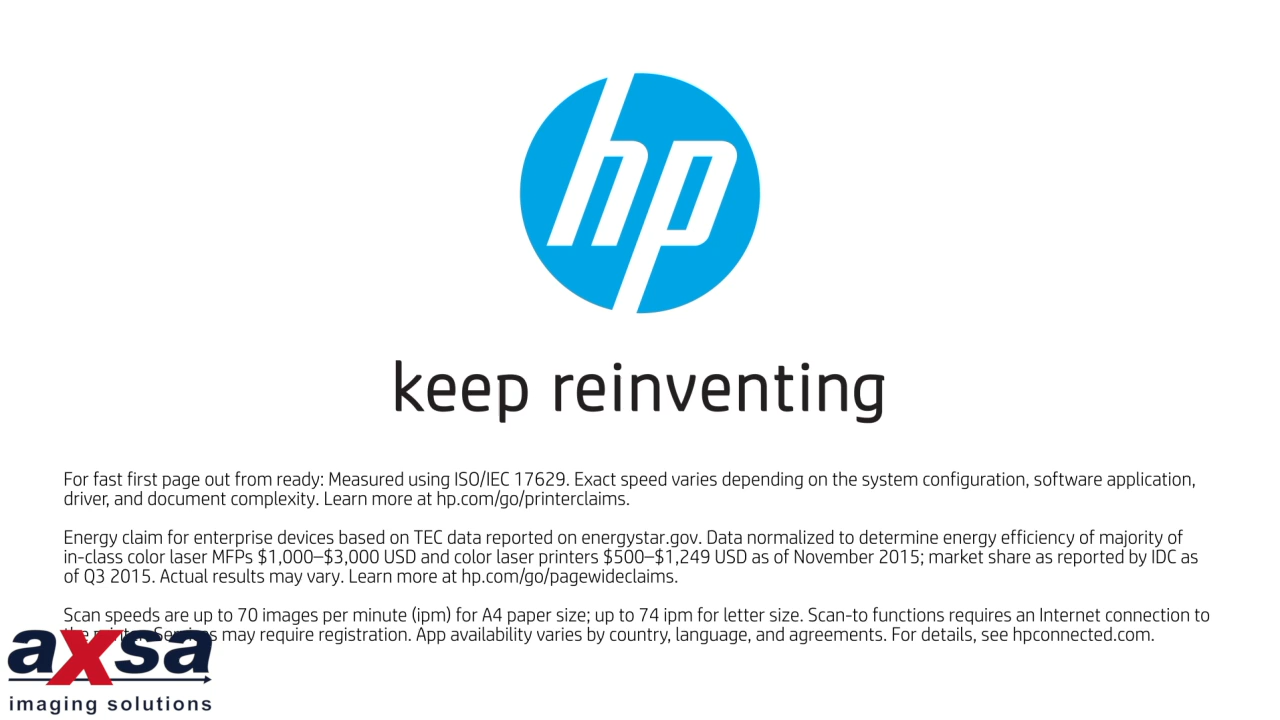 hp
keep reinventing
For fast first page out from ready: Measured using ISO/IEC 17629. Exact speed varies depending on the system configuration, software application,
driver, and document complexity. Learn more at hp.com/go/printerclaims.
Energy claim for enterprise devices based on TEC data reported on energystar.gov. Data normalized to determine energy efficiency of majority of
in-class color laser MFPs $1,000–$3,000 USD and color laser printers $500–$1,249 USD as of November 2015; market share as reported by IDC as
of Q3 2015. Actual results may vary. Learn more at hp.com/go/pagewideclaims.
Scan speeds are up to 70 images per minute (ipm) for A4 paper size; up to 74 ipm for letter size. Scan-to functions requires an Internet connection to
the printer. Services may require registration. App availability varies by country, language, and agreements. For details, see hpconnected.com.
axsa
imaging solutions